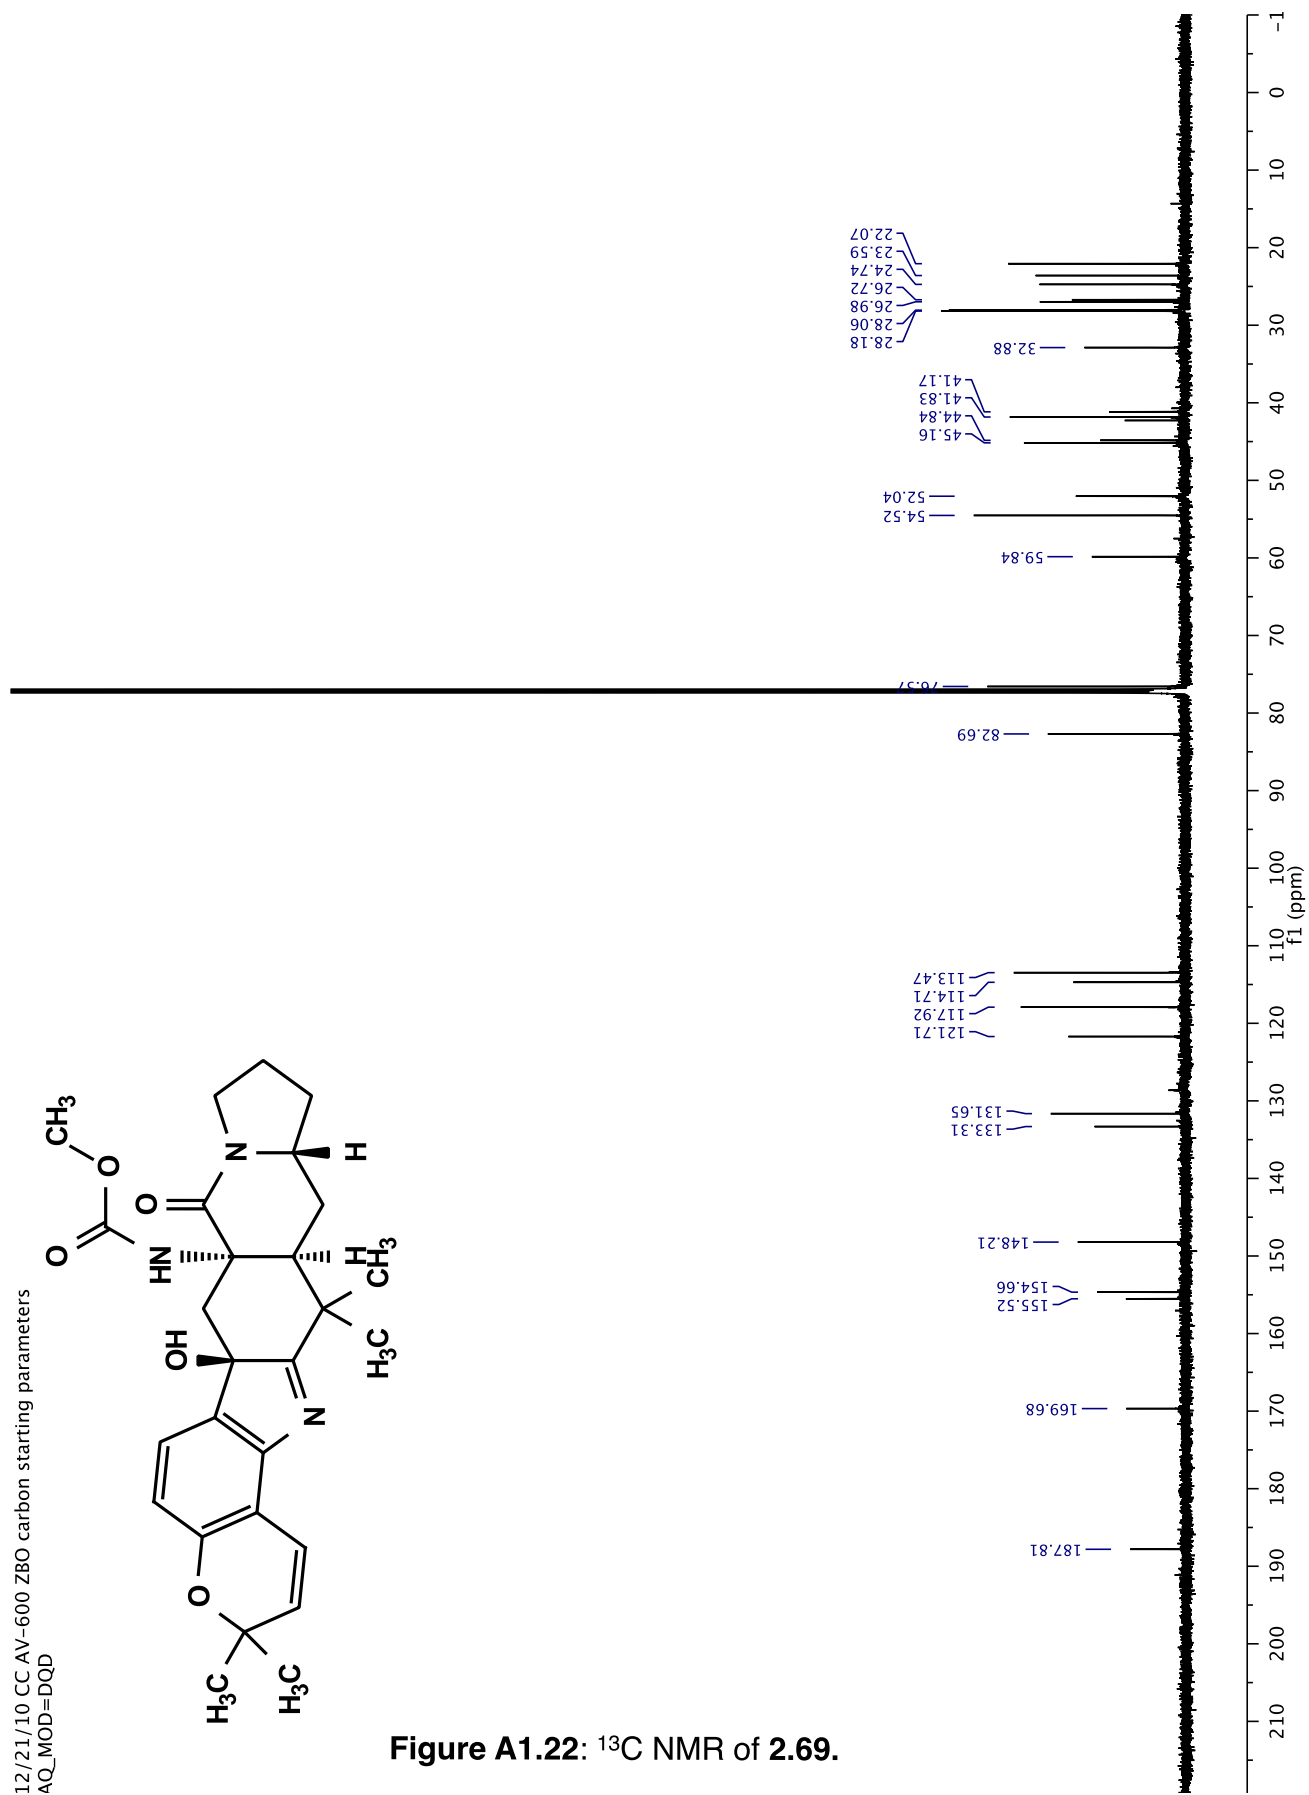 12/21/10 CC AV-600 ZBO carbon starting parameters
AQ_MOD=DQD
22.07
23.59
24.74
26.72
26.98
28.06
28.18
32.88
41.17
41.83
44.84
45.16
52.04
54.52
59.84
76.57
82.69
113.47
114.71
117.92
121.71
131.65
133.31
148.21
154.66
155.52
169.68
187.81
CH3
O
O
HN
O
N
H
H
CH3
H3C
OH
N
O
H3C
H3C
210
200
190
180
170
160
150
140
130
120
110
100
90
80
70
60
50
40
30
20
10
0
-1
f1 (ppm)
Figure A1.22: 13C NMR of 2.69.